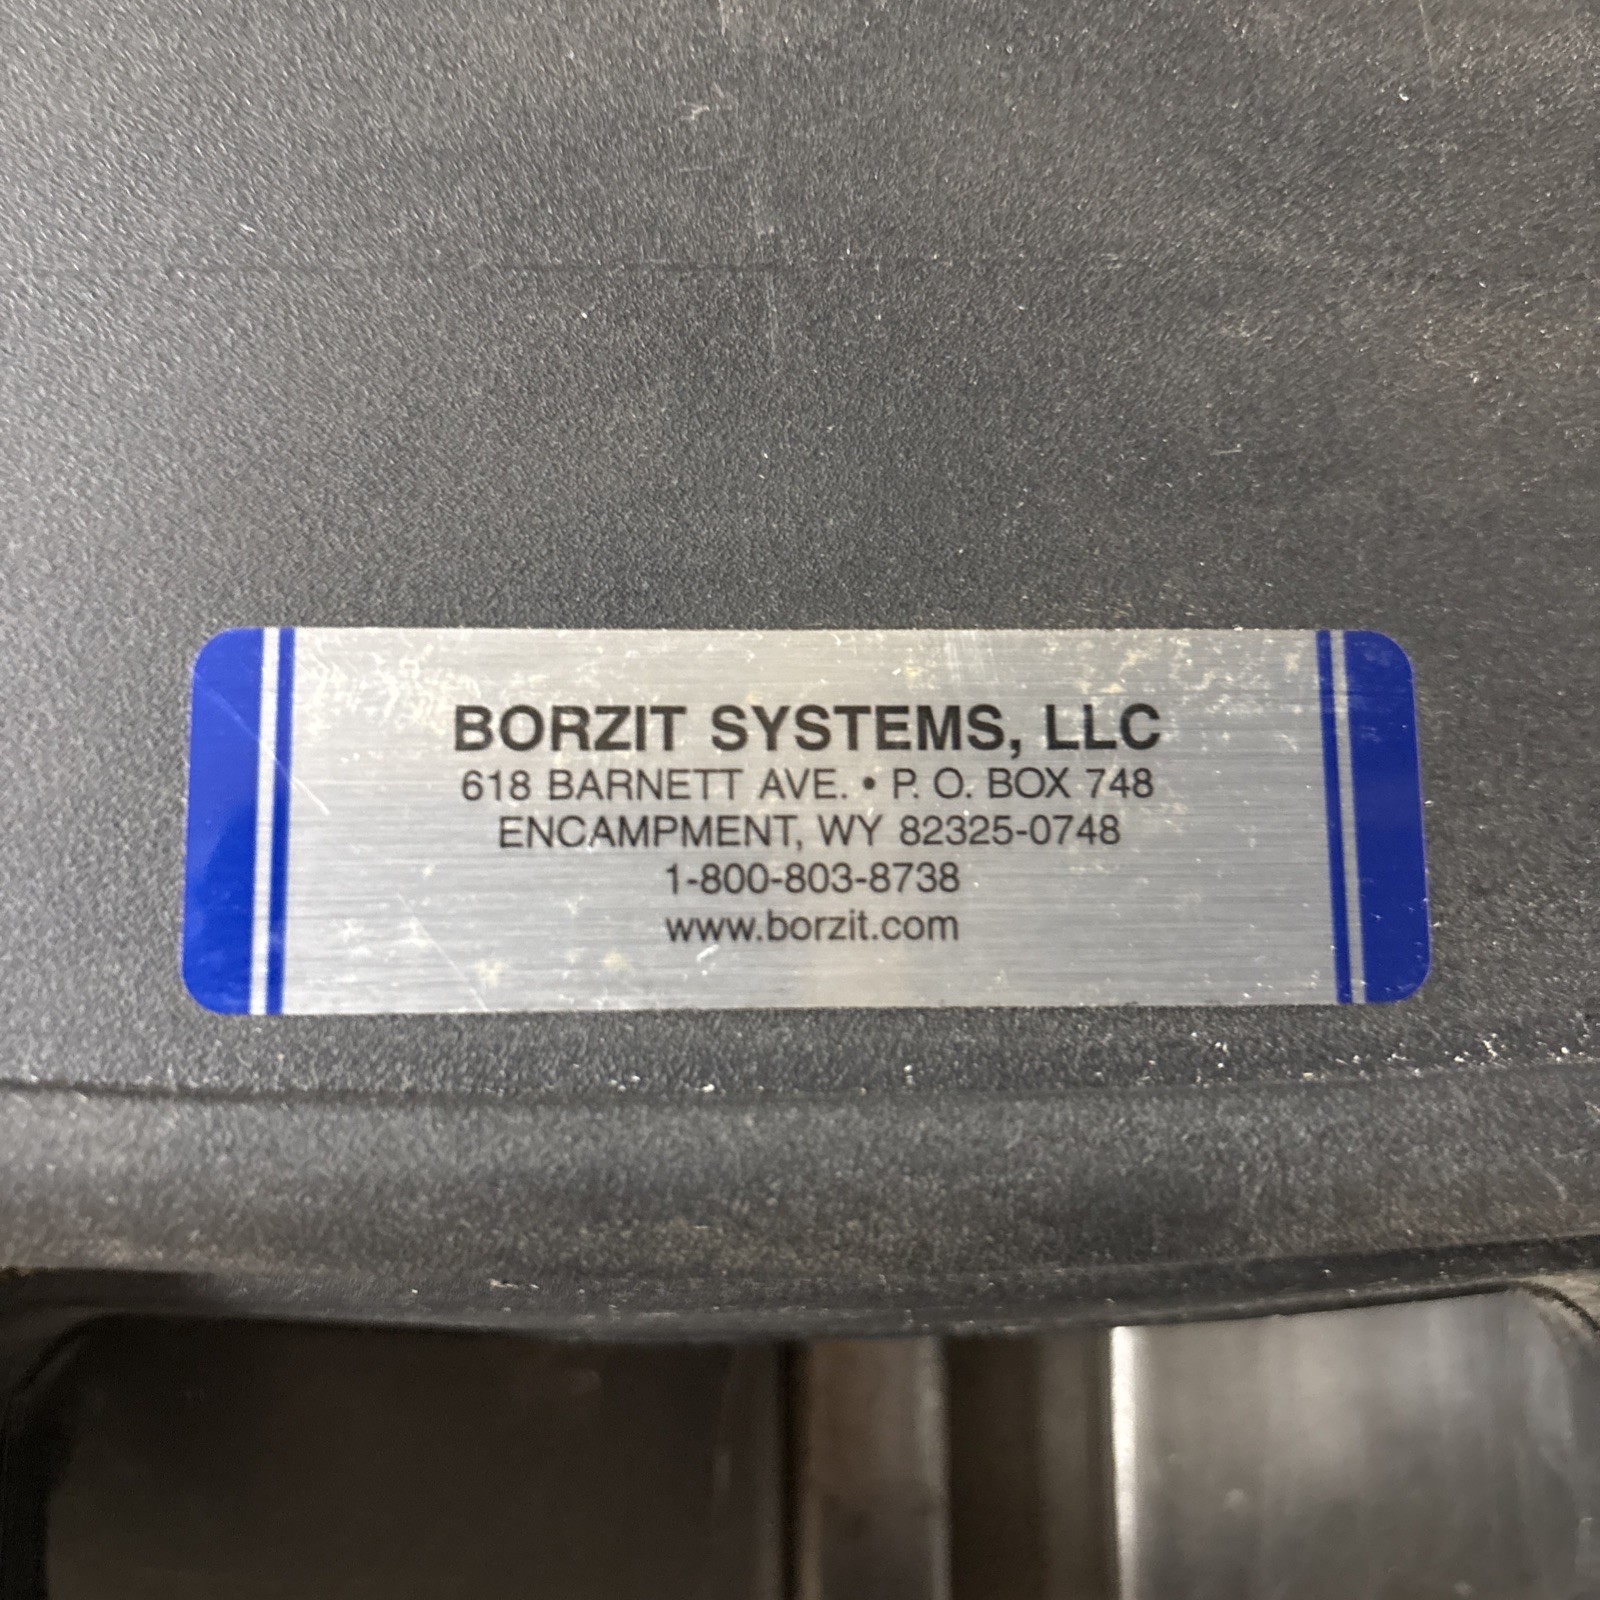 BORZIT SYSTEMS, LLC
618 BARNETT AVE. • P. O. BOX 748
ENCAMPMENT, WY 82325-0748
1-800-803-8738
www.borzit.com